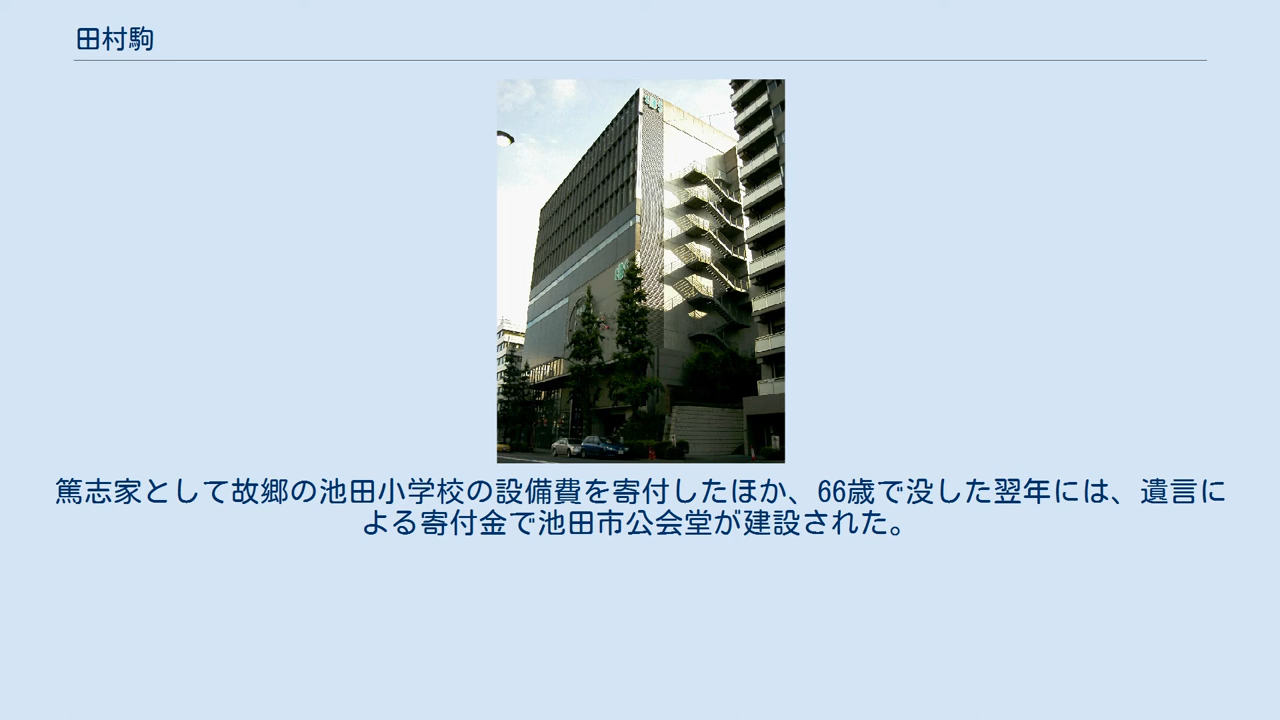 田村駒
篤志家として故郷の池田小学校の設備費を寄付したほか、66歳で没した翌年には、遺言に
よる寄付金で池田市公会堂が建設された。